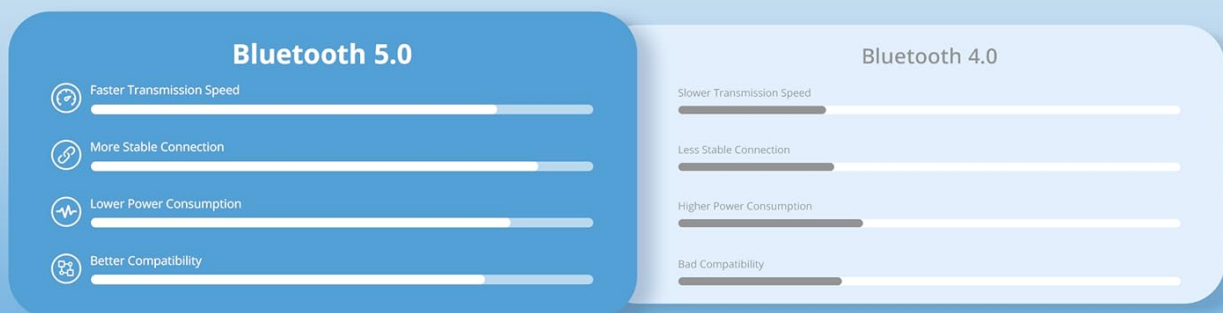 Bluetooth 5.0
Faster Transmission Speed
More Stable Connection
Lower Power Consumption
Better Compatibility
Bluetooth 4.0
Slower Transmission Speed
Less Stable Connection
Higher Power Consumption
Bad Compatibility